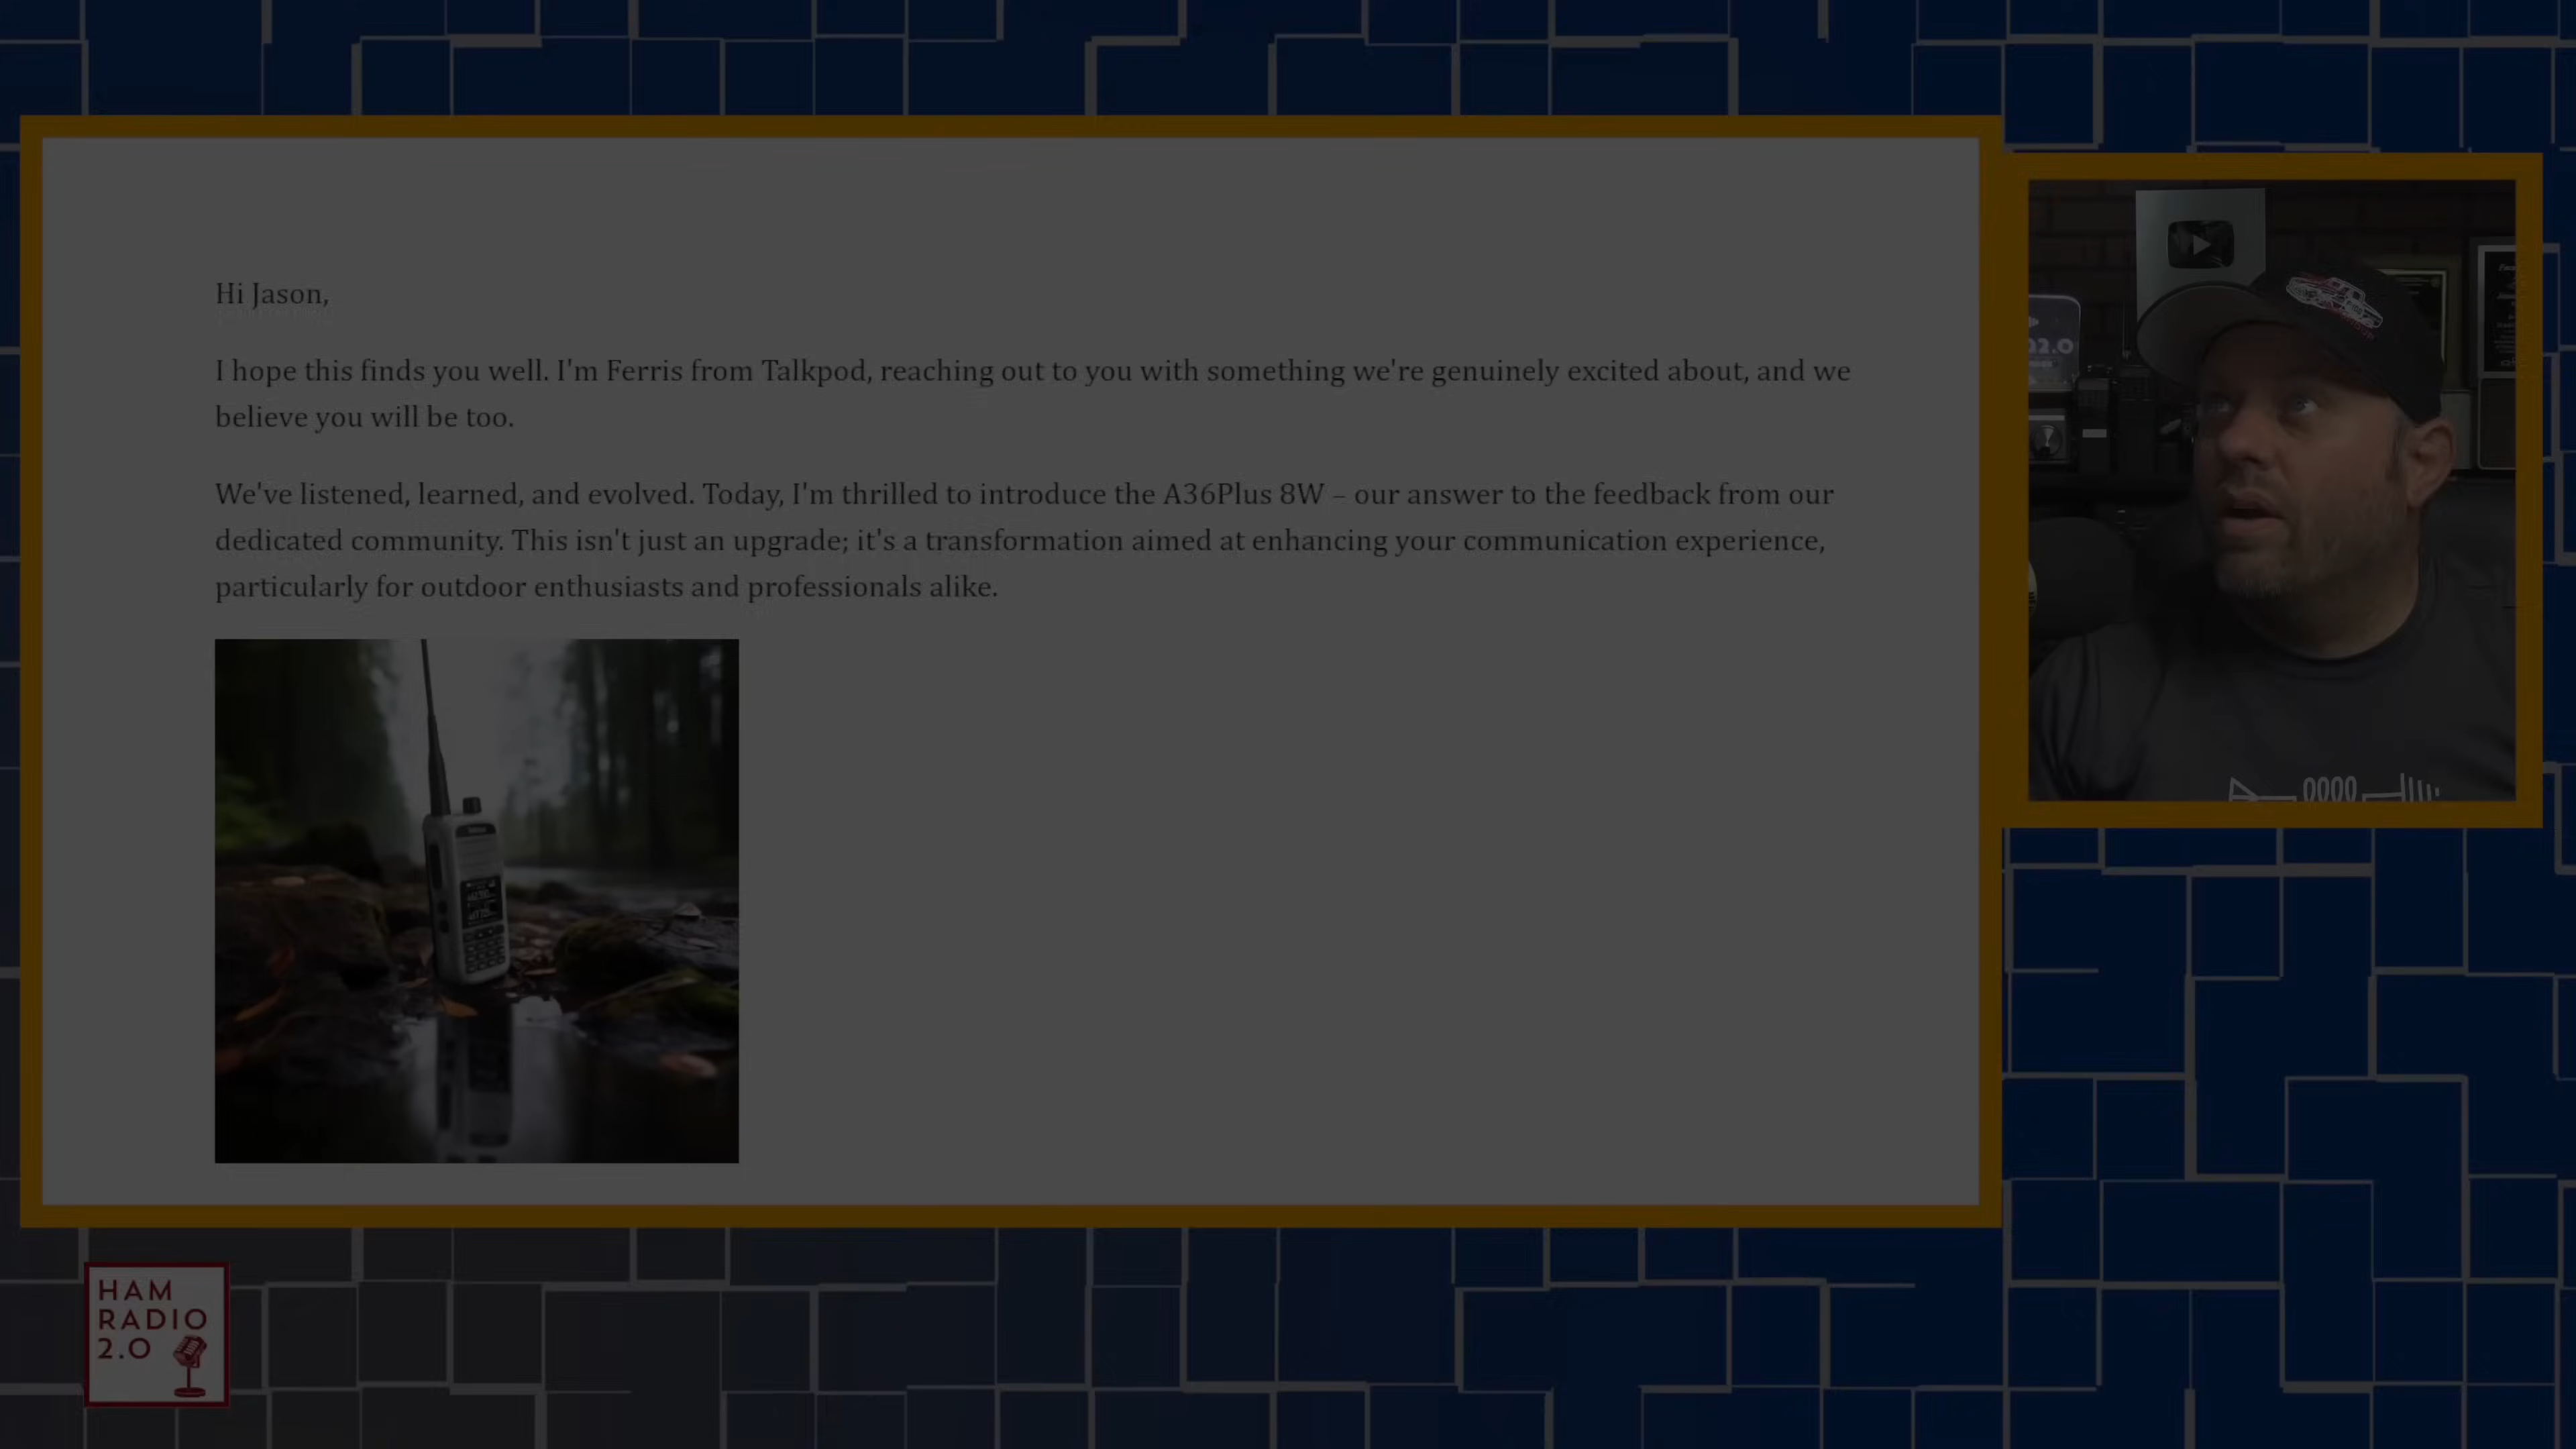 Hi Jason,
I hope this finds you well. I'm Ferris from Talkpod, reaching out to you with something we're genuinely excited about, and we
believe you will be too.
We've listened, learned, and evolved. Today, I'm thrilled to introduce the A36Plus 8W – our answer to the feedback from our
dedicated community. This isn't just an upgrade; it's a transformation aimed at enhancing your communication experience,
particularly for outdoor enthusiasts and professionals alike.
2.0
HAM
RADIO
2.0